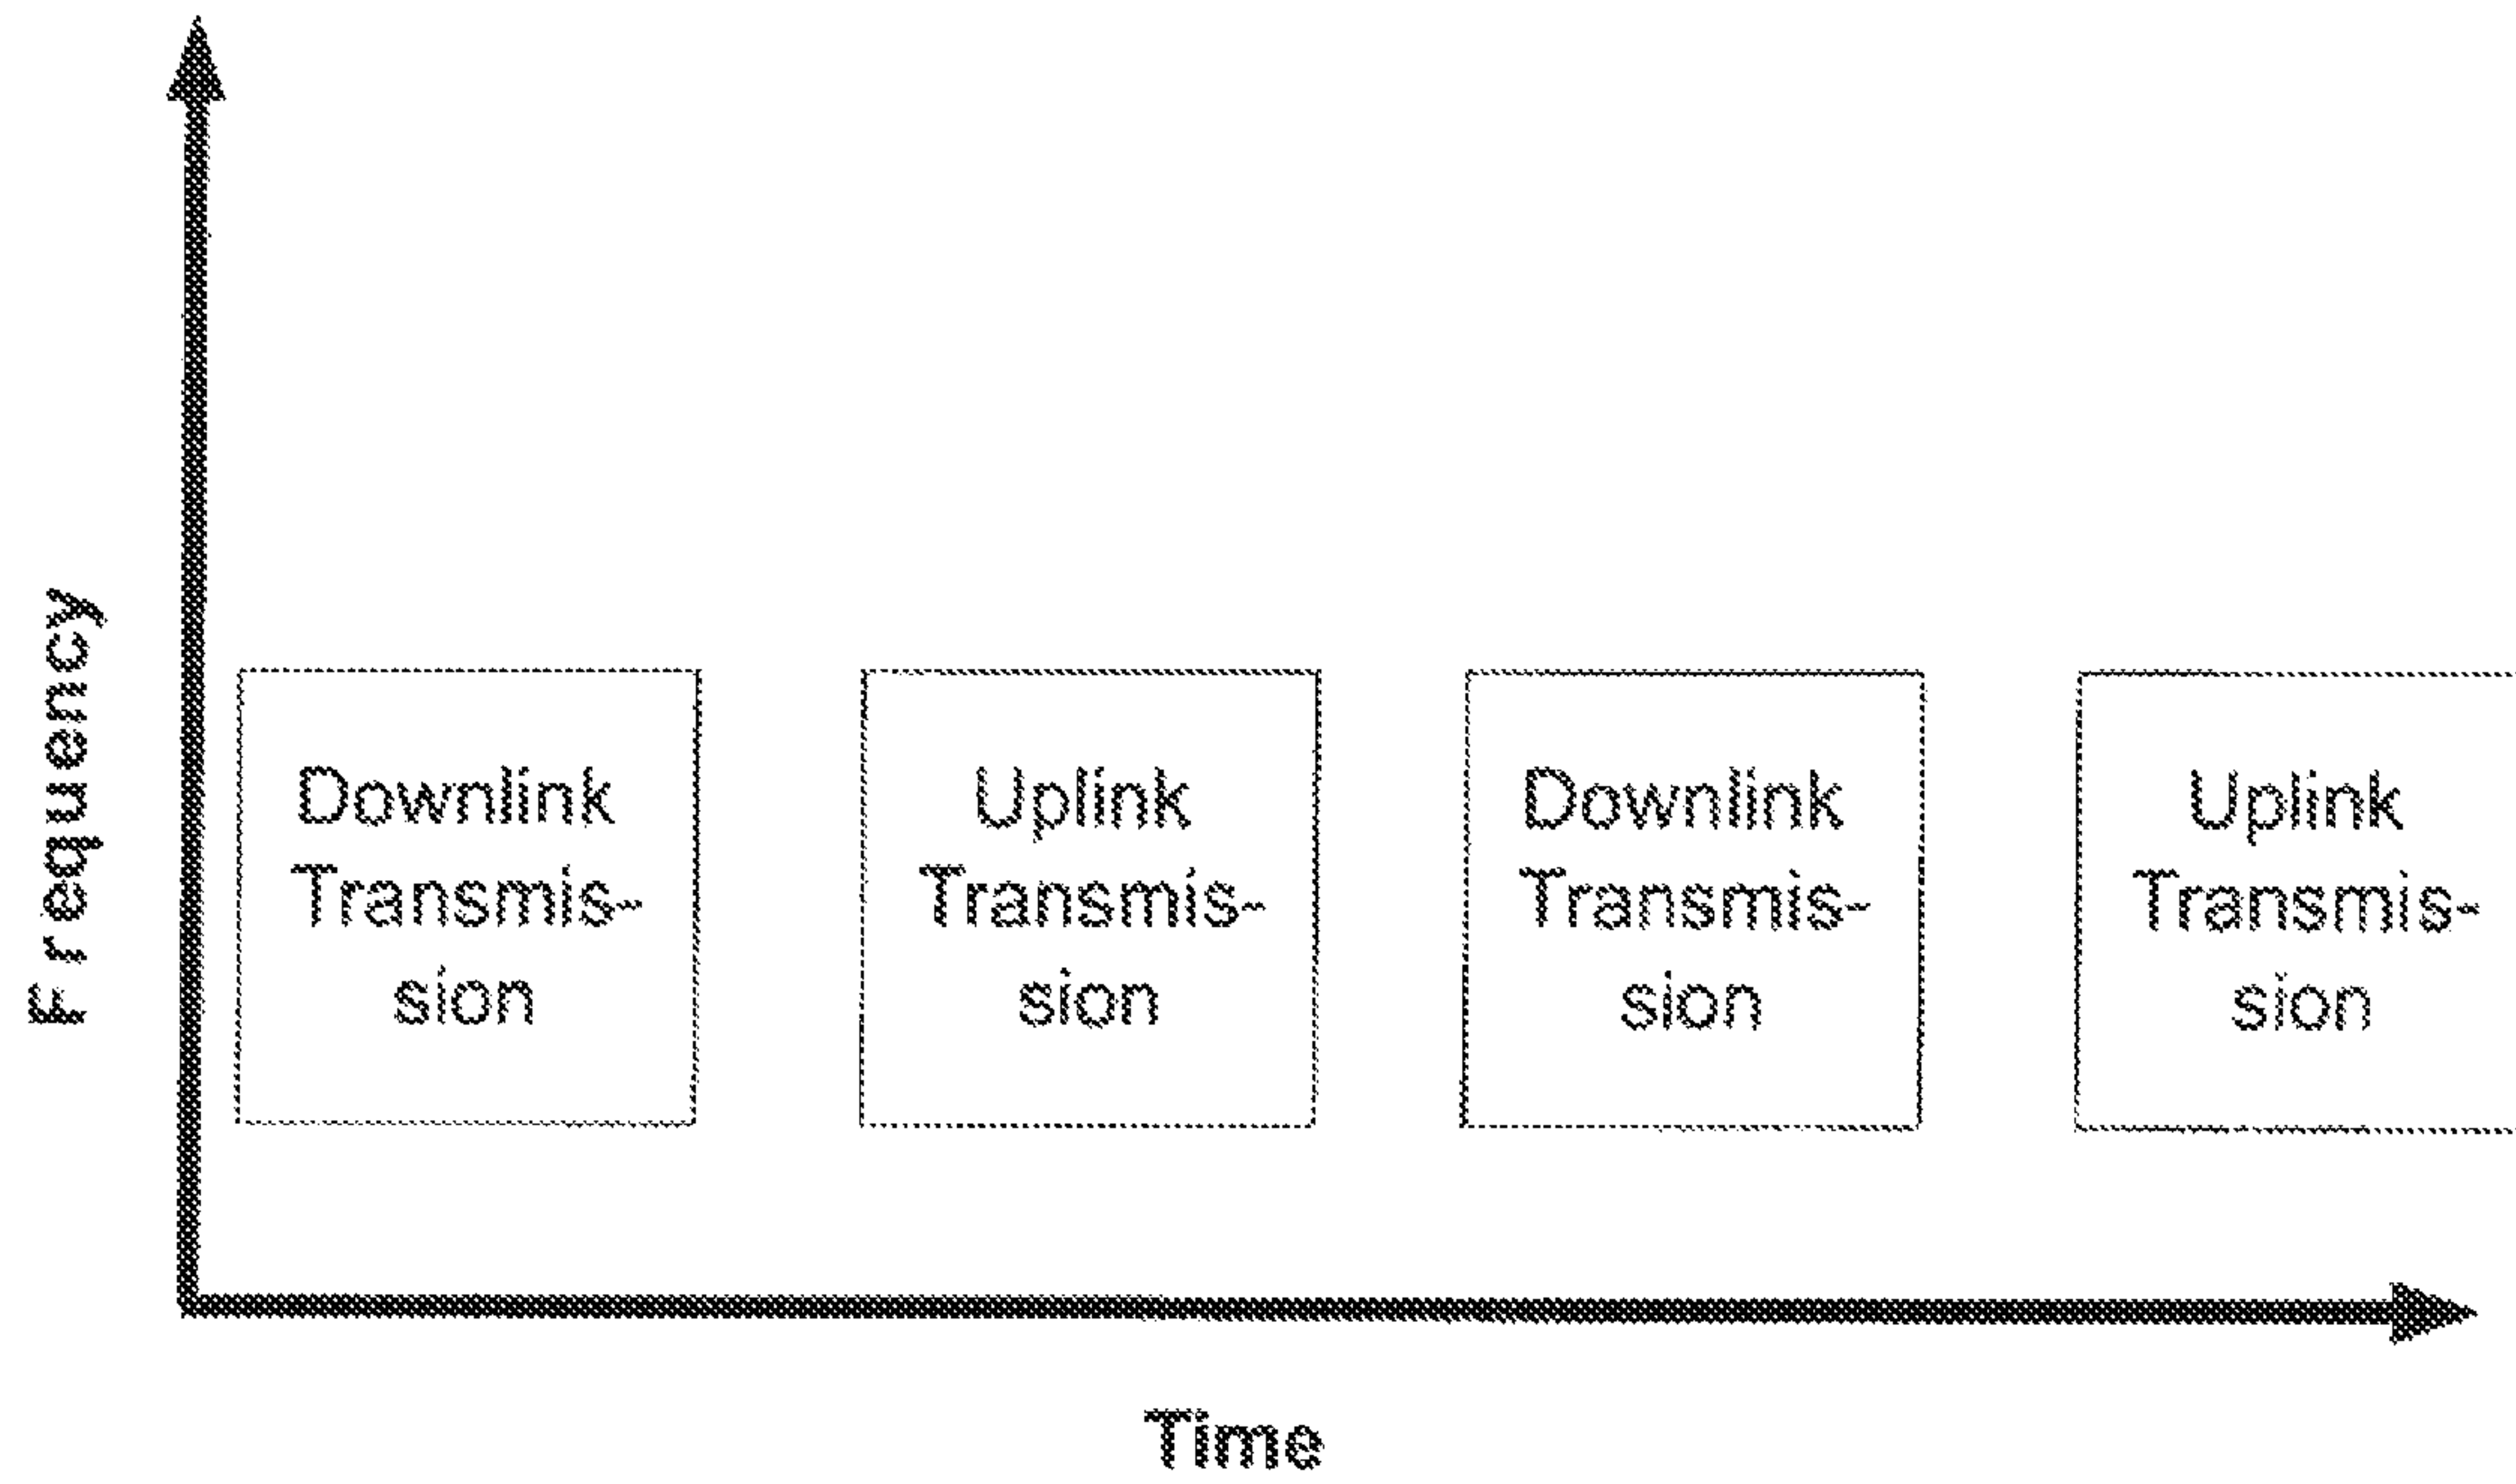 Frequency
Downlink
Transmis-
sion
Uplink
Transmis-
sion
Downlink
Transmis-
sion
Uplink
Transmis-
sion
Time